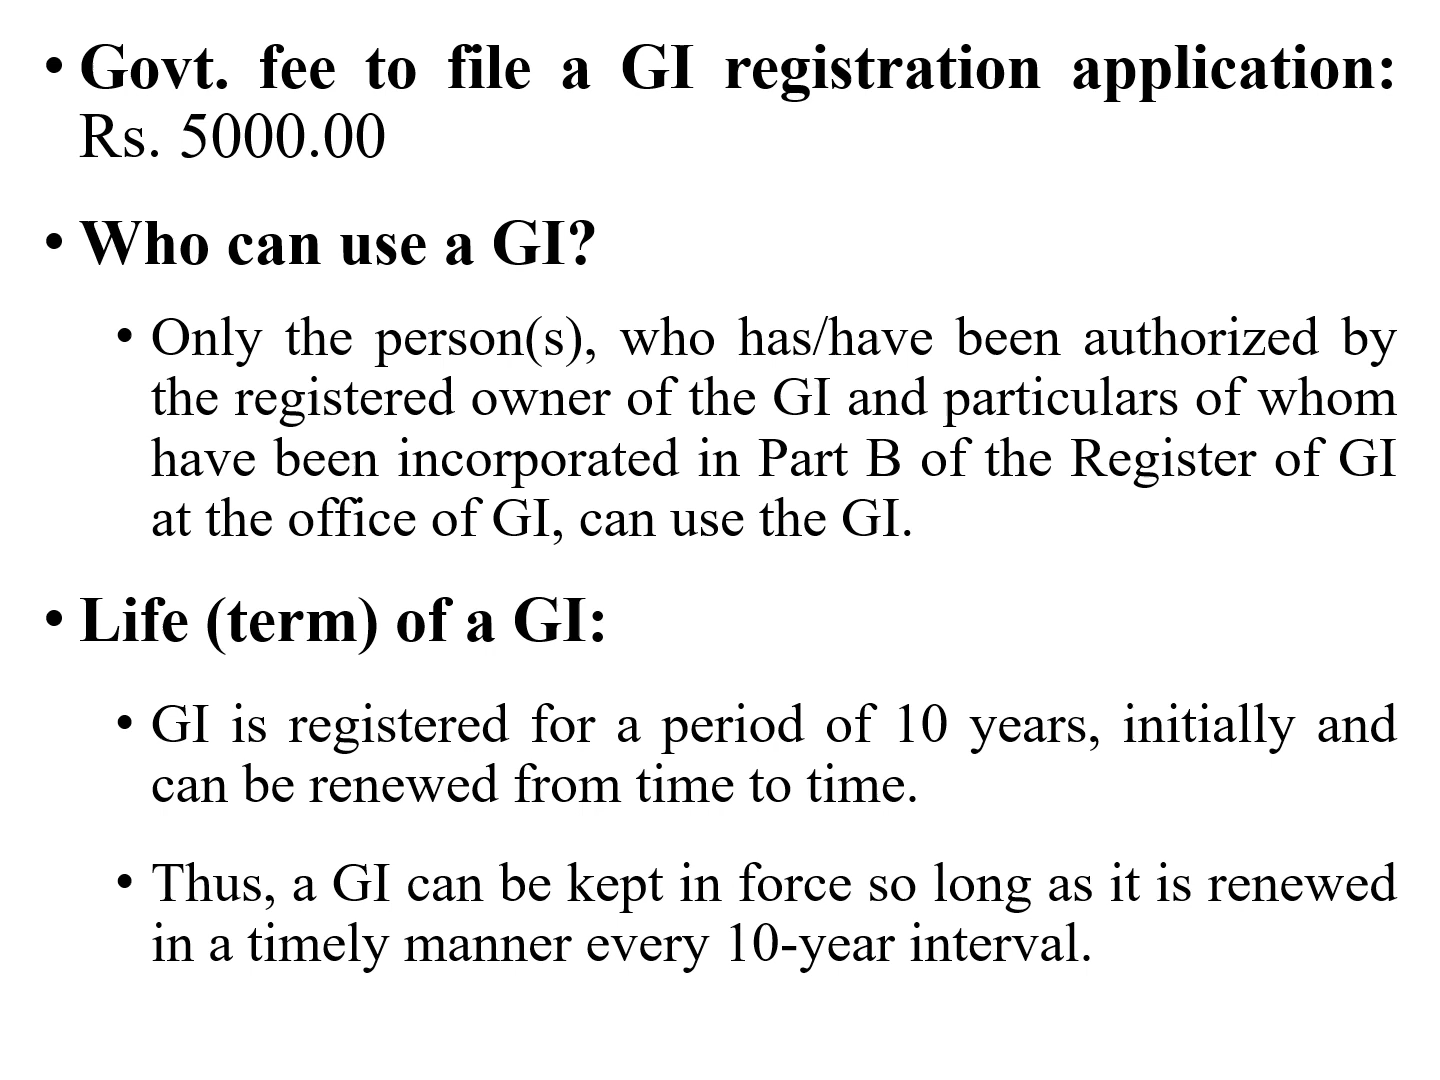 • Govt. fee to file a GI registration application:
Rs. 5000.00
• Who can use a GI?
• Only the person(s), who has/have been authorized by
the registered owner of the GI and particulars of whom
have been incorporated in Part B of the Register of GI
at the office of GI, can use the GI.
• Life (term) of a GI:
• GI is registered for a period of 10 years, initially and
can be renewed from time to time.
• Thus, a GI can be kept in force so long as it is renewed
in a timely manner every 10-year interval.